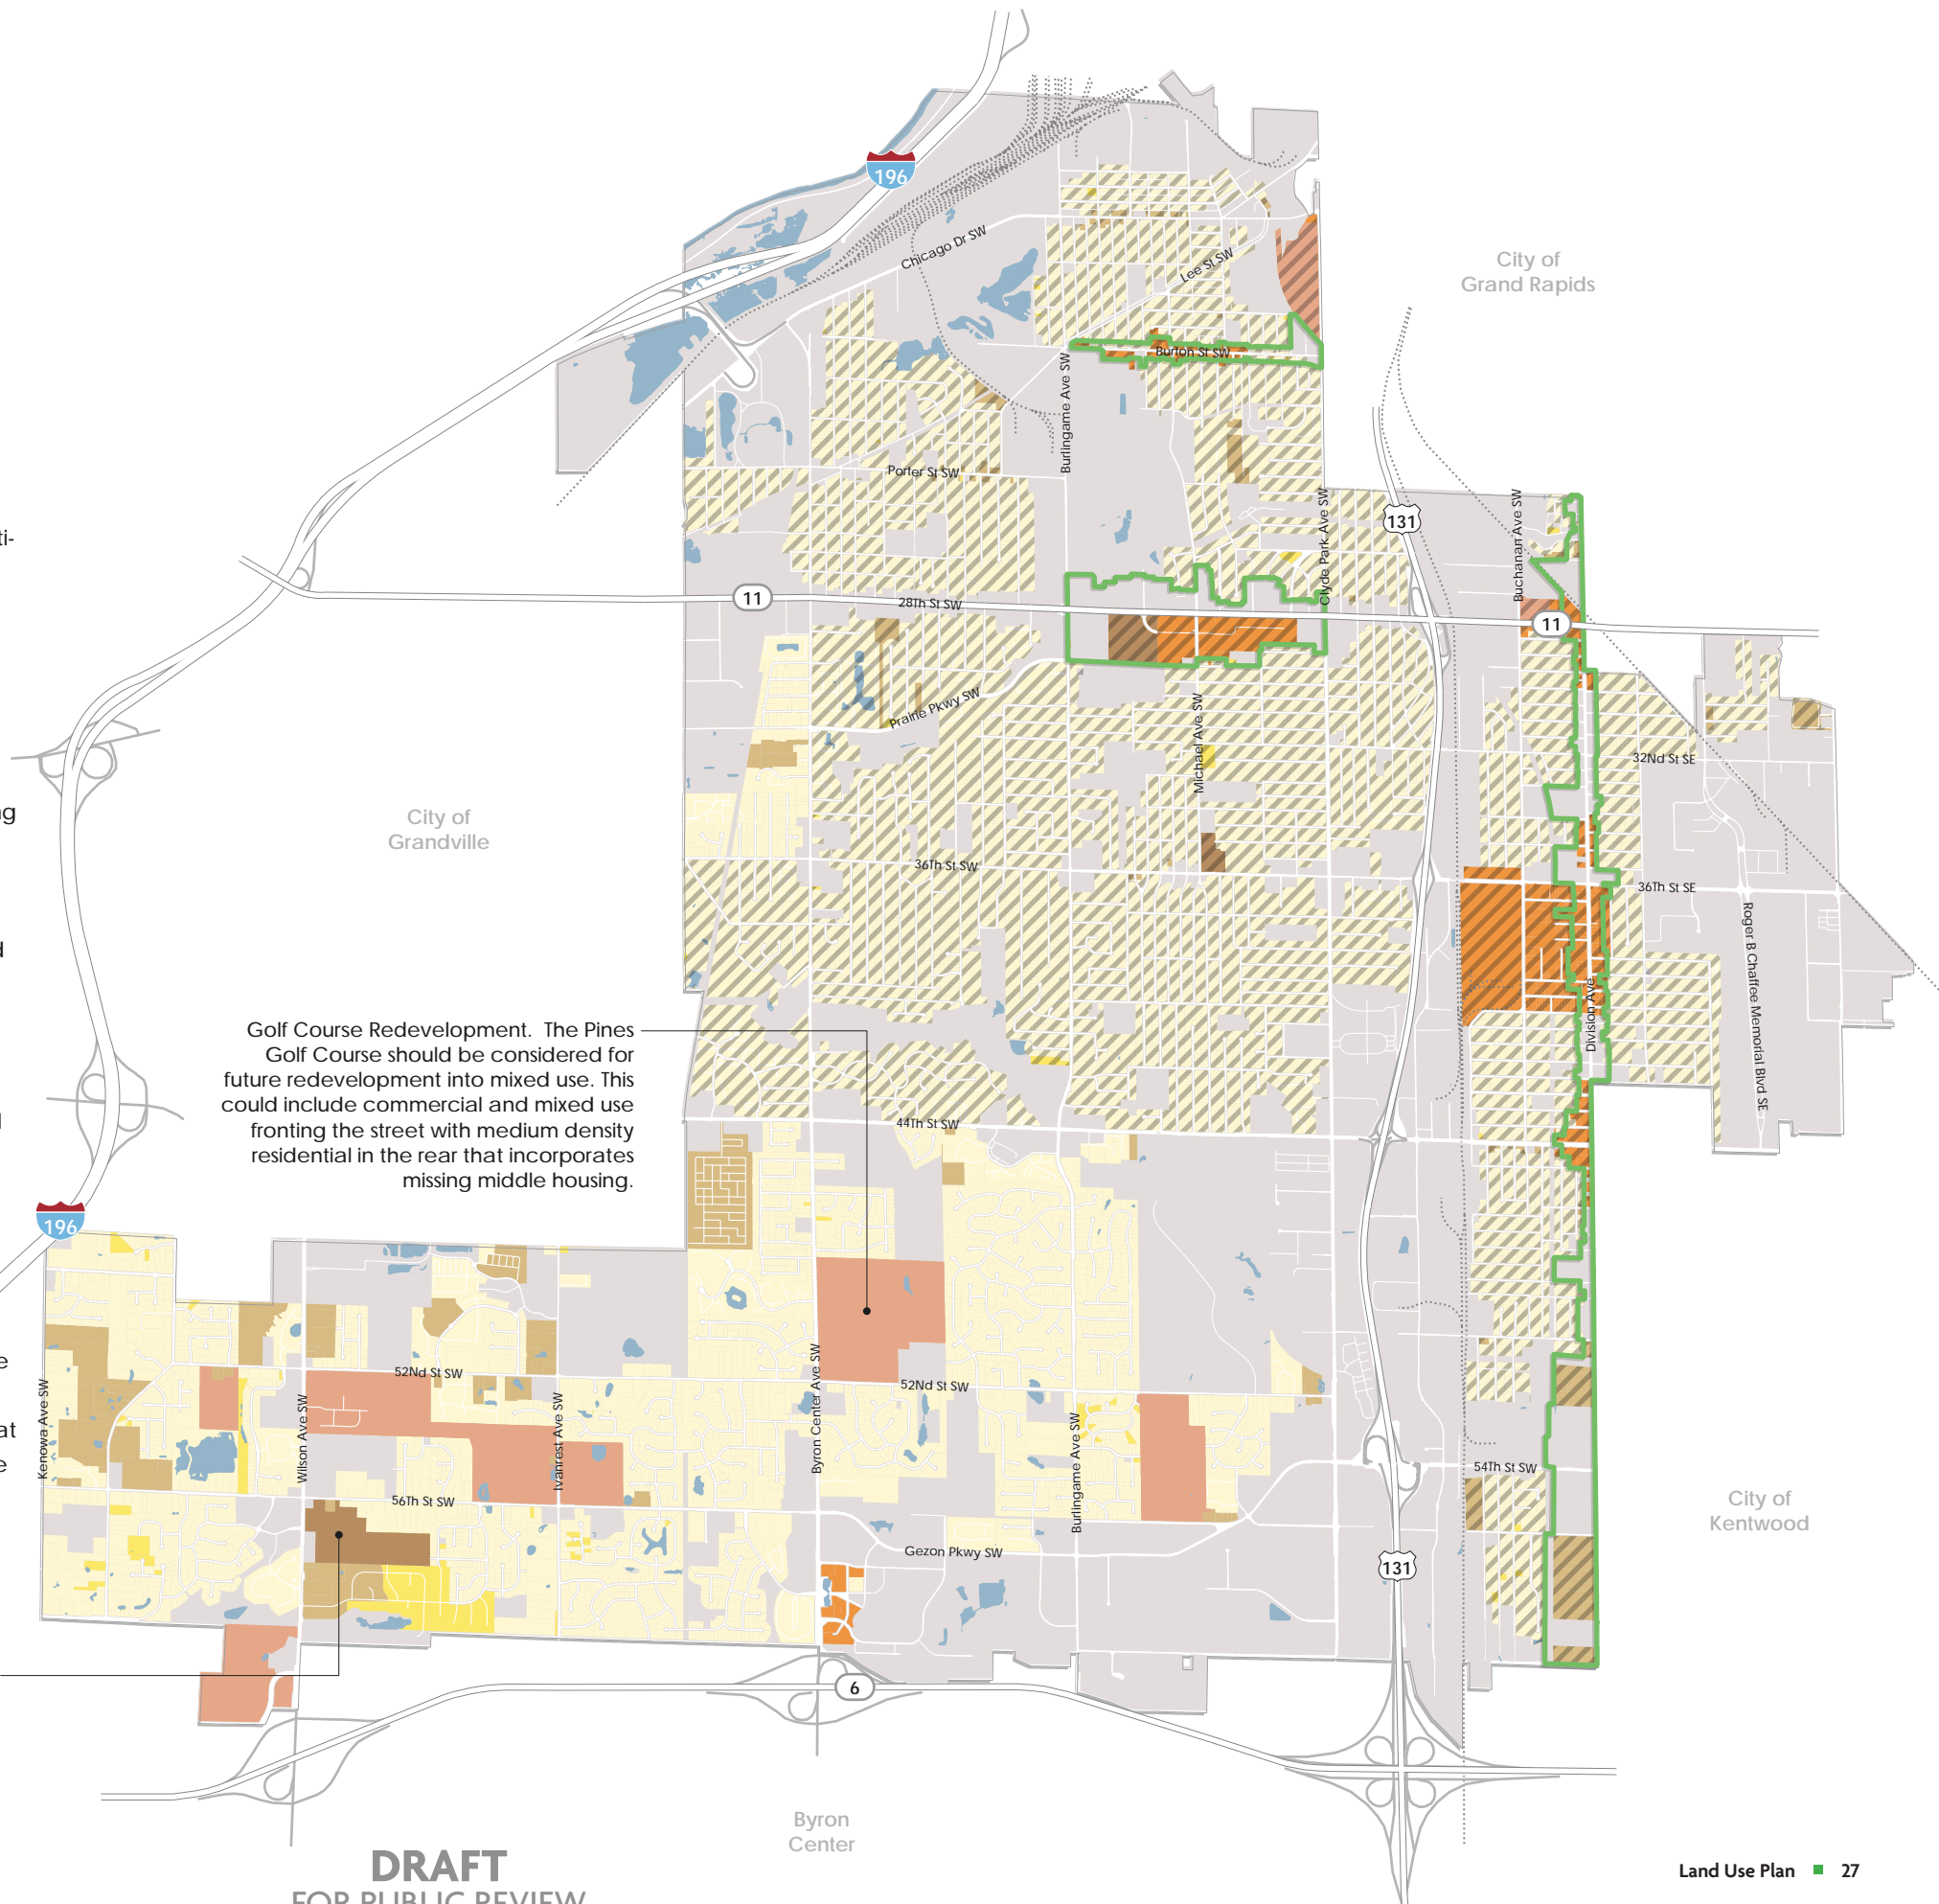 196
Chicago Dr SW
Lee St SW
City of
Grand Rapids
Burton St SW
Burlingame Ave SW
Porter St SW
Clyde Park Ave SW
131
Buchanan Ave SW
ti-
11
28Th St SW
11
Prairie Pkwy SW
Michael Ave SW
32Nd St SE
ng
City of
Grandville
36Th St SW
36Th St SE
Roger B Chaffee Memorial Blvd SE
d
Division Ave
Golf Course Redevelopment. The Pines
Golf Course should be considered for
future redevelopment into mixed use. This
could include commercial and mixed use
fronting the street with medium density
residential in the rear that incorporates
missing middle housing.
44Th St SW
196
e
52Nd St SW
52Nd St SW
Kenowa Ave SW
Wilson Ave SW
Ivanrest Ave SW
Byron Center Ave SW
Burlingame Ave SW
at
e
54Th St SW
56Th St SW
City of
Kentwood
Gezon Pkwy SW
131
6
Byron
Center
DRAFT
FOR PUBLIC REVIEW
Land Use Plan 27